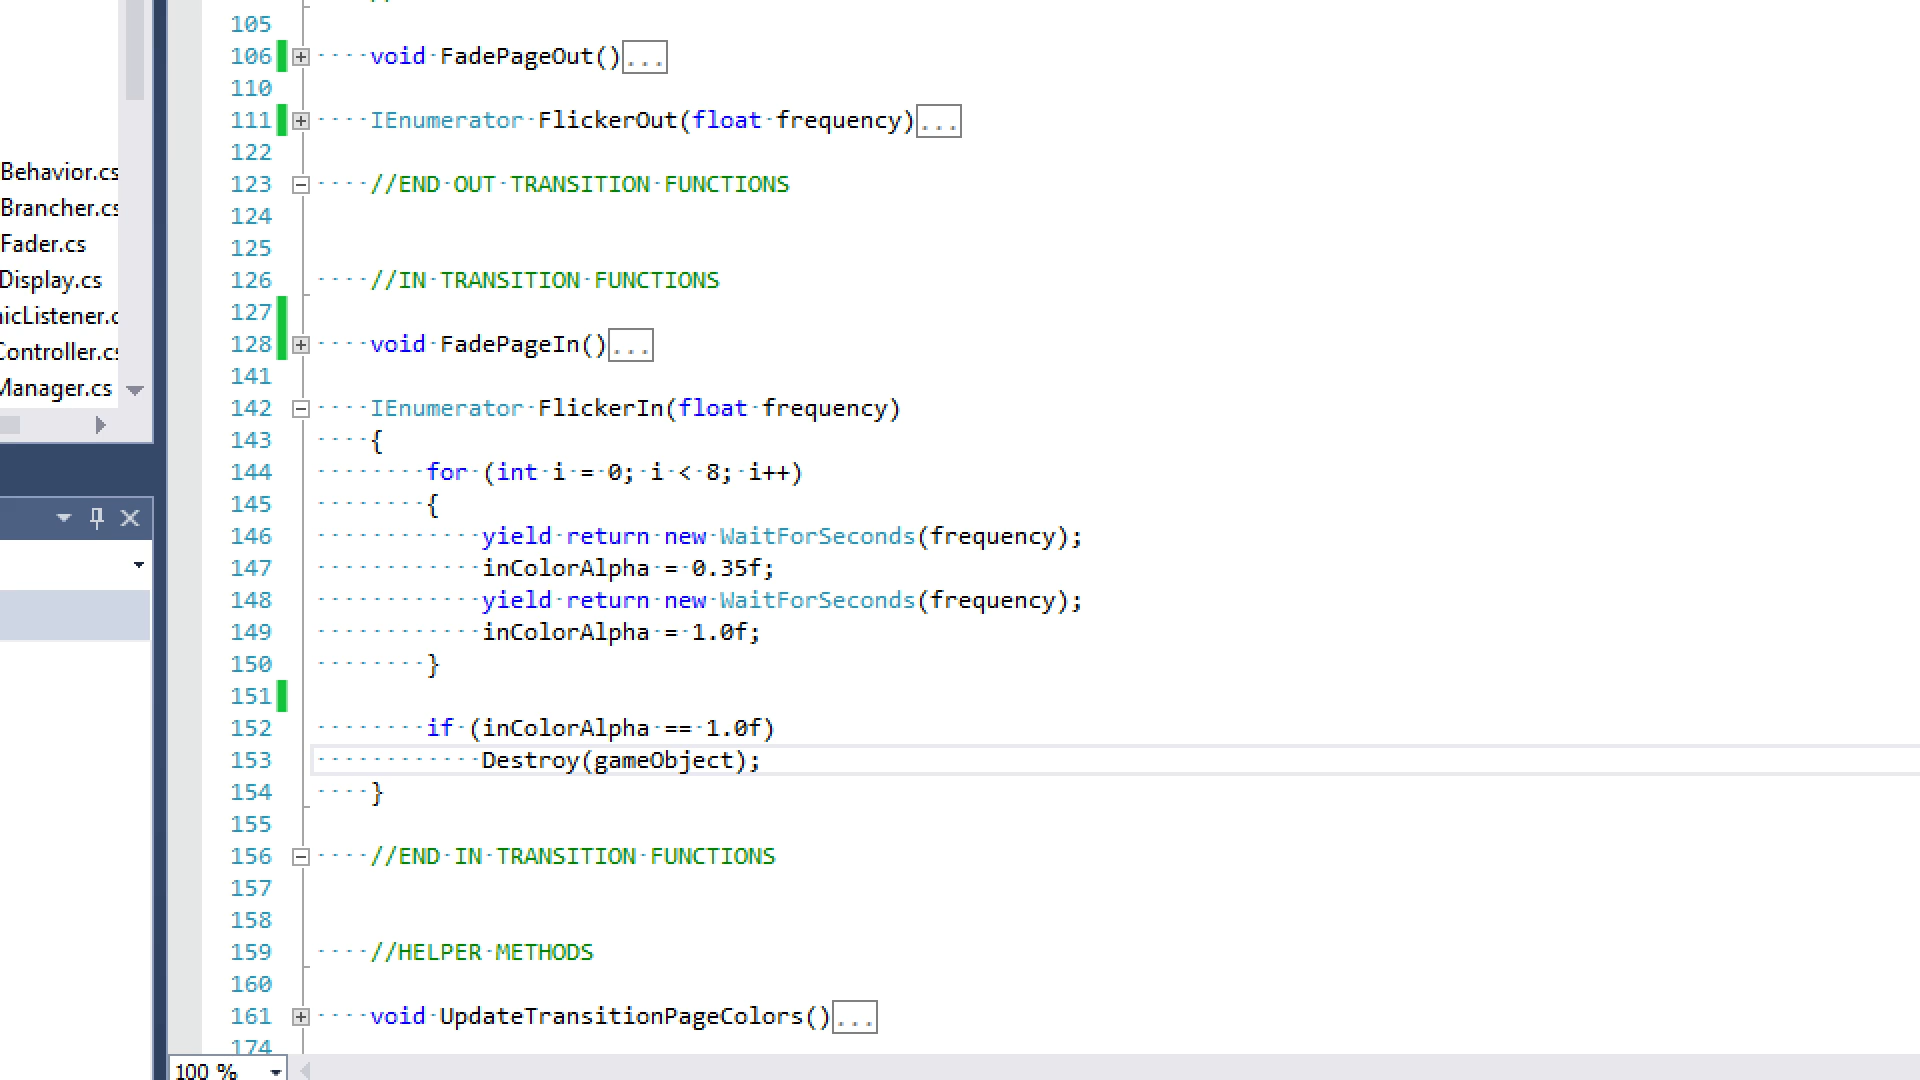 105
106 void FadePageOut()...
110
111 IEnumerator FlickerOut(float frequency)...
122
Behavior.cs
123 //END OUT TRANSITION FUNCTIONS
Brancher.cs
124
Fader.cs
125
Display.cs
126 //IN TRANSITION FUNCTIONS
icListener.c
127
128 void FadePageIn()...
Controller.cs
141
Manager.cs
142 IEnumerator FlickerIn(float frequency)
143 {
144 for (int i = 0; i < 8; i++)
145 {
146 yield return new WaitForSeconds(frequency);
147 inColorAlpha = 0.35f;
148 yield return new WaitForSeconds(frequency);
149 inColorAlpha = 1.0f;
150 }
151
152 if (inColorAlpha == 1.0f)
153 Destroy(gameObject);
154 }
155
156 //END IN TRANSITION FUNCTIONS
157
158
159 //HELPER METHODS
160
161 void UpdateTransitionPageColors()...
174
100 %